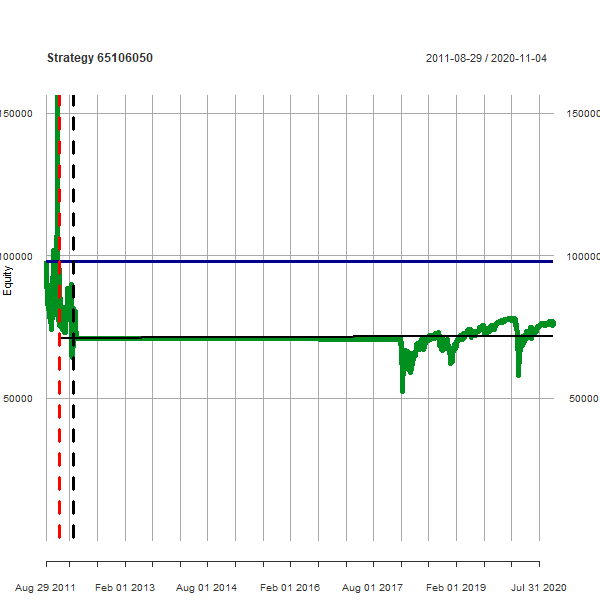 Strategy 65106050
2011-08-29 / 2020-11-04
150000
150000
100000
100000
Equity
50000
50000
Aug 29 2011
Feb 01 2013
Aug 01 2014
Feb 01 2016
Aug 01 2017
Feb 01 2019
Jul 31 2020